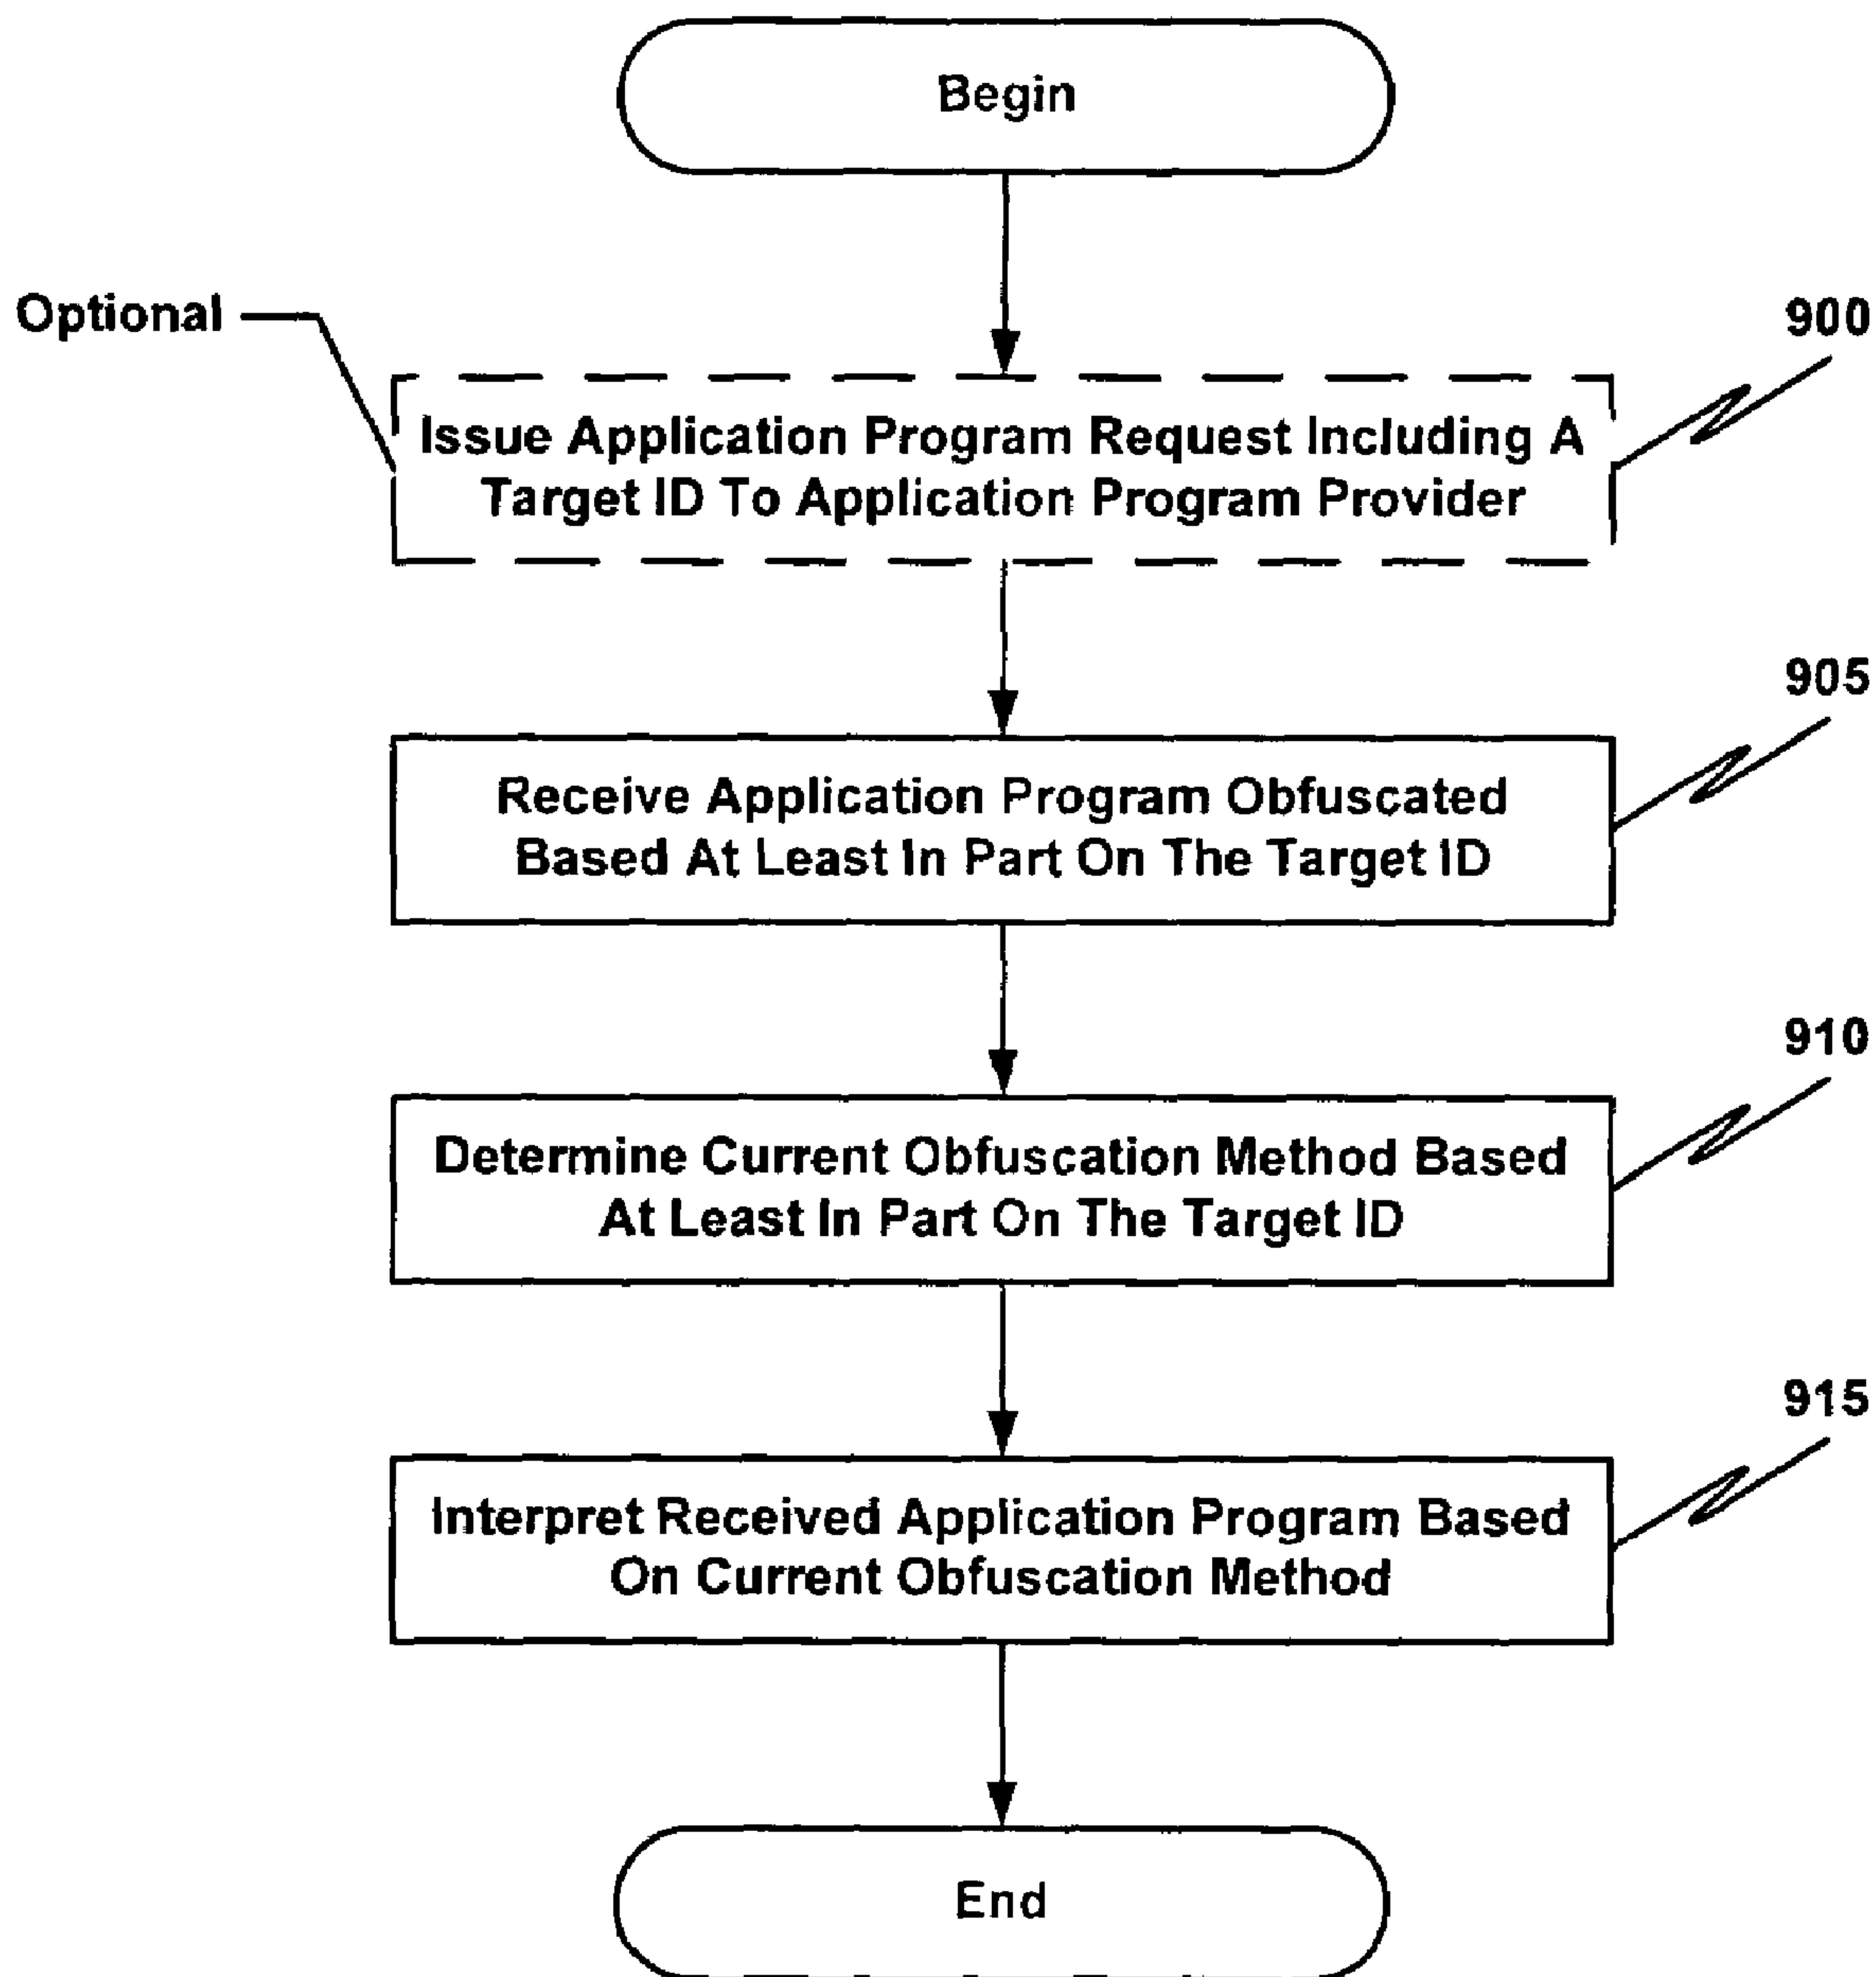 Begin
Optional
900
Issue Application Program Request Including A
Target ID To Application Program Provider
905
Receive Application Program Obfuscated
Based At Least In Part On The Target ID
910
Determine Current Obfuscation Method Based
At Least In Part On The Target ID
915
Interpret Received Application Program Based
On Current Obfuscation Method
End